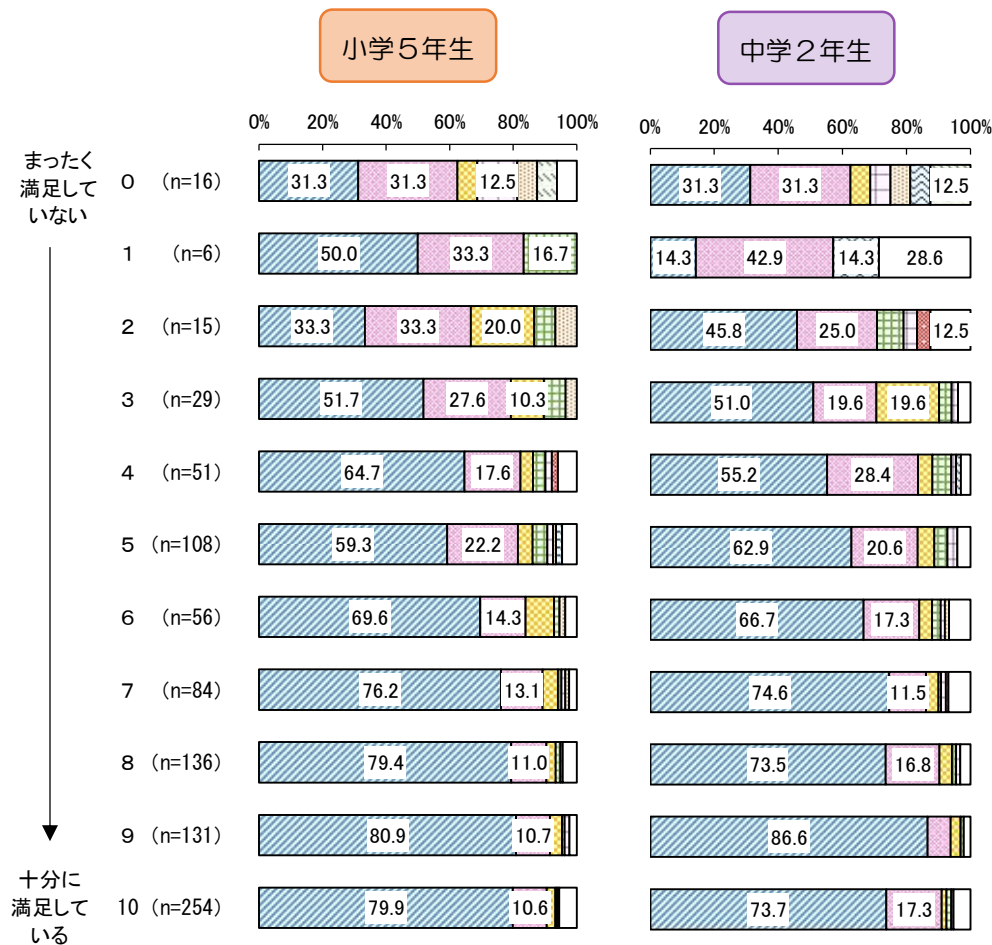 小学５年生
中学２年生
0% 20% 40% 60% 80% 100%
0% 20% 40% 60% 80% 100%
まったく
満足して
いない
0 (n=16) 31.3 31.3 12.5 31.3 31.3 12.5
1 (n=6) 50.0 33.3 16.7 14.3 42.9 14.3 28.6
2 (n=15) 33.3 33.3 20.0 45.8 25.0 12.5
3 (n=29) 51.7 27.6 10.3 51.0 19.6 19.6
4 (n=51) 64.7 17.6 55.2 28.4
5 (n=108) 59.3 22.2 62.9 20.6
6 (n=56) 69.6 14.3 66.7 17.3
7 (n=84) 76.2 13.1 74.6 11.5
8 (n=136) 79.4 11.0 73.5 16.8
9 (n=131) 80.9 10.7 86.6
10 (n=254) 79.9 10.6 73.7 17.3
十分に
満足して
いる